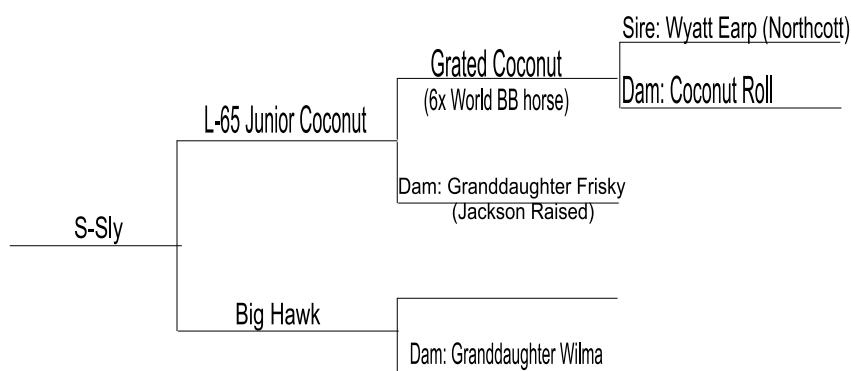 Sire: Wyatt Earp (Northcott)
Grated Coconut
(6x World BB horse)
Dam: Coconut Roll
L-65 Junior Coconut
Dam: Granddaughter Frisky
(Jackson Raised)
S-Sly
Big Hawk
Dam: Granddaughter Wilma